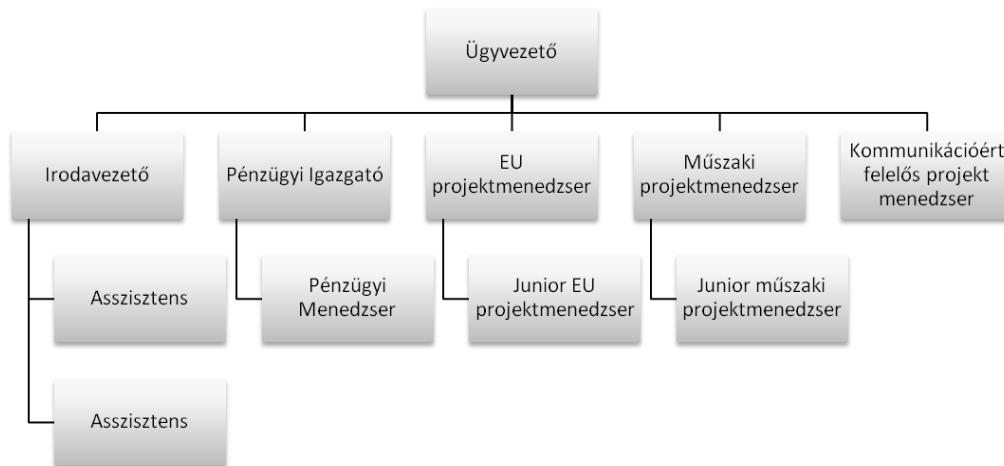 Ügyvezető
Irodavezető
Pénzügyi Igazgató
EU
projektmenedzser
Műszaki
projektmenedzser
Kommunikációért
felelős projekt
menedzser
Asszisztens
Pénzügyi
Menedzser
Junior EU
projektmenedzser
Junior műszaki
projektmenedzser
Asszisztens